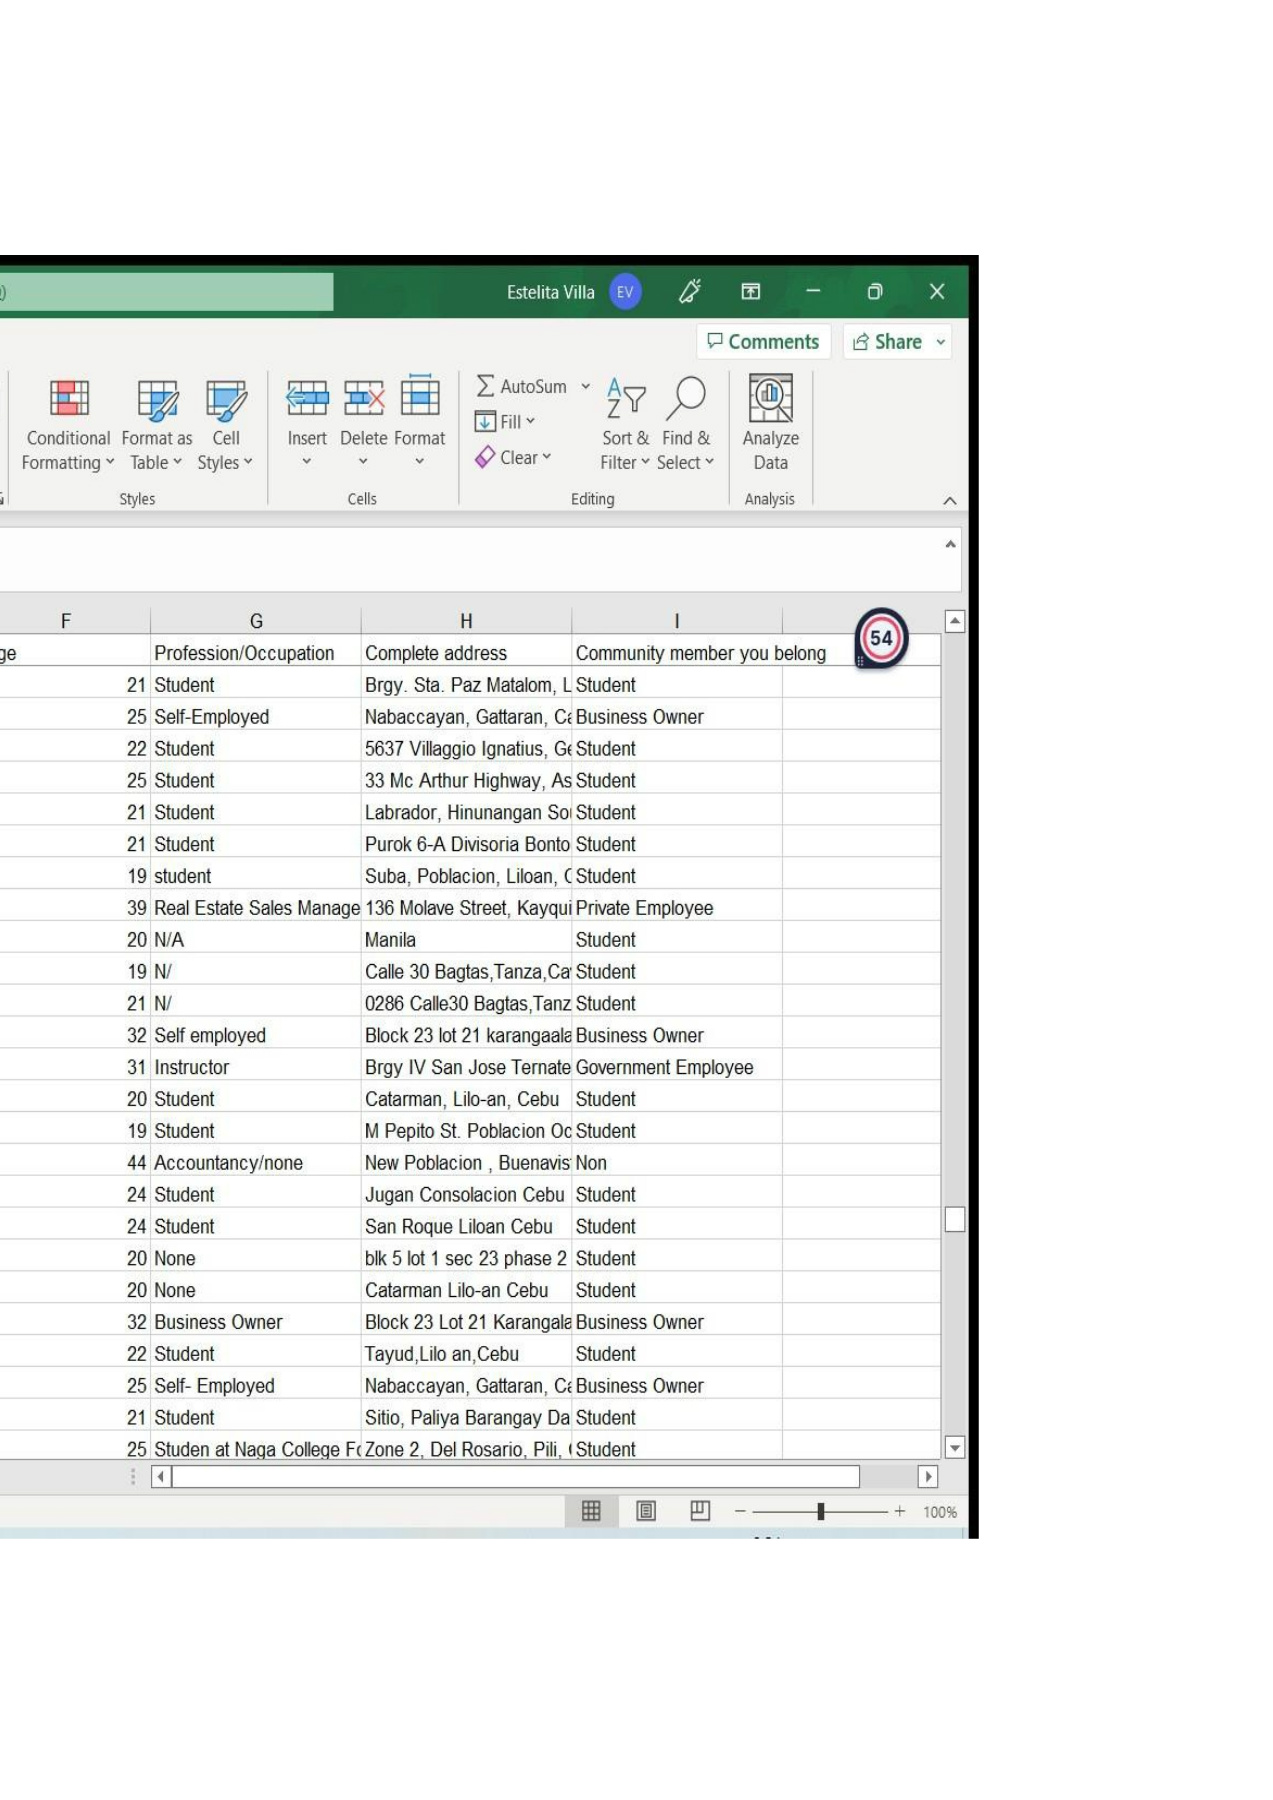 Estelita Villa EV
Comments Share
Conditional Formatting Format as Table Cell Styles Insert Delete Format AutoSum Fill Clear Sort & Filter Find & Select Analyze Data
Styles Cells Editing Analysis
F G H I
ge Profession/Occupation Complete address Community member you belong 54
21 Student Brgy. Sta. Paz Matalom, L Student
25 Self-Employed Nabaccayan, Gattaran, Ca Business Owner
22 Student 5637 Villaggio Ignatius, Ge Student
25 Student 33 Mc Arthur Highway, As Student
21 Student Labrador, Hinunangan So Student
21 Student Purok 6-A Divisoria Bonto Student
19 student Suba, Poblacion, Liloan, C Student
39 Real Estate Sales Manage 136 Molave Street, Kayqui Private Employee
20 N/A Manila Student
19 N/ Calle 30 Bagtas,Tanza,Ca Student
21 N/ 0286 Calle30 Bagtas,Tanz Student
32 Self employed Block 23 lot 21 karangaala Business Owner
31 Instructor Brgy IV San Jose Ternate Government Employee
20 Student Catarman, Lilo-an, Cebu Student
19 Student M Pepito St. Poblacion Oc Student
44 Accountancy/none New Poblacion , Buenavis Non
24 Student Jugan Consolacion Cebu Student
24 Student San Roque Liloan Cebu Student
20 None blk 5 lot 1 sec 23 phase 2 Student
20 None Catarman Lilo-an Cebu Student
32 Business Owner Block 23 Lot 21 Karangala Business Owner
22 Student Tayud,Lilo an,Cebu Student
25 Self- Employed Nabaccayan, Gattaran, Ca Business Owner
21 Student Sitio, Paliya Barangay Da Student
25 Studen at Naga College Fo Zone 2, Del Rosario, Pili, Student
100%